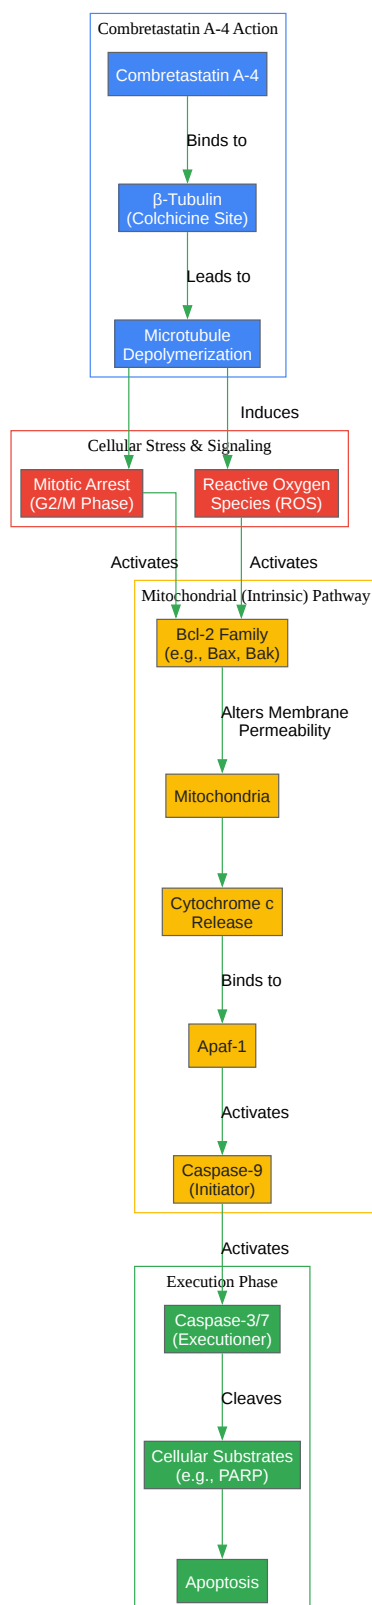 Combretastatin A-4 Action
Combretastatin A-4
Binds to
β-Tubulin
(Colchicine Site)
Leads to
Microtubule
Depolymerization
Induces
Cellular Stress & Signaling
Mitotic Arrest
(G2/M Phase)
Reactive Oxygen
Species (ROS)
Activates
Activates
Mitochondrial (Intrinsic) Pathway
Bcl-2 Family
(e.g., Bax, Bak)
Alters Membrane
Permeability
Mitochondria
Cytochrome c
Release
Binds to
Apaf-1
Activates
Caspase-9
(Initiator)
Activates
Execution Phase
Caspase-3/7
(Executioner)
Cleaves
Cellular Substrates
(e.g., PARP)
Apoptosis